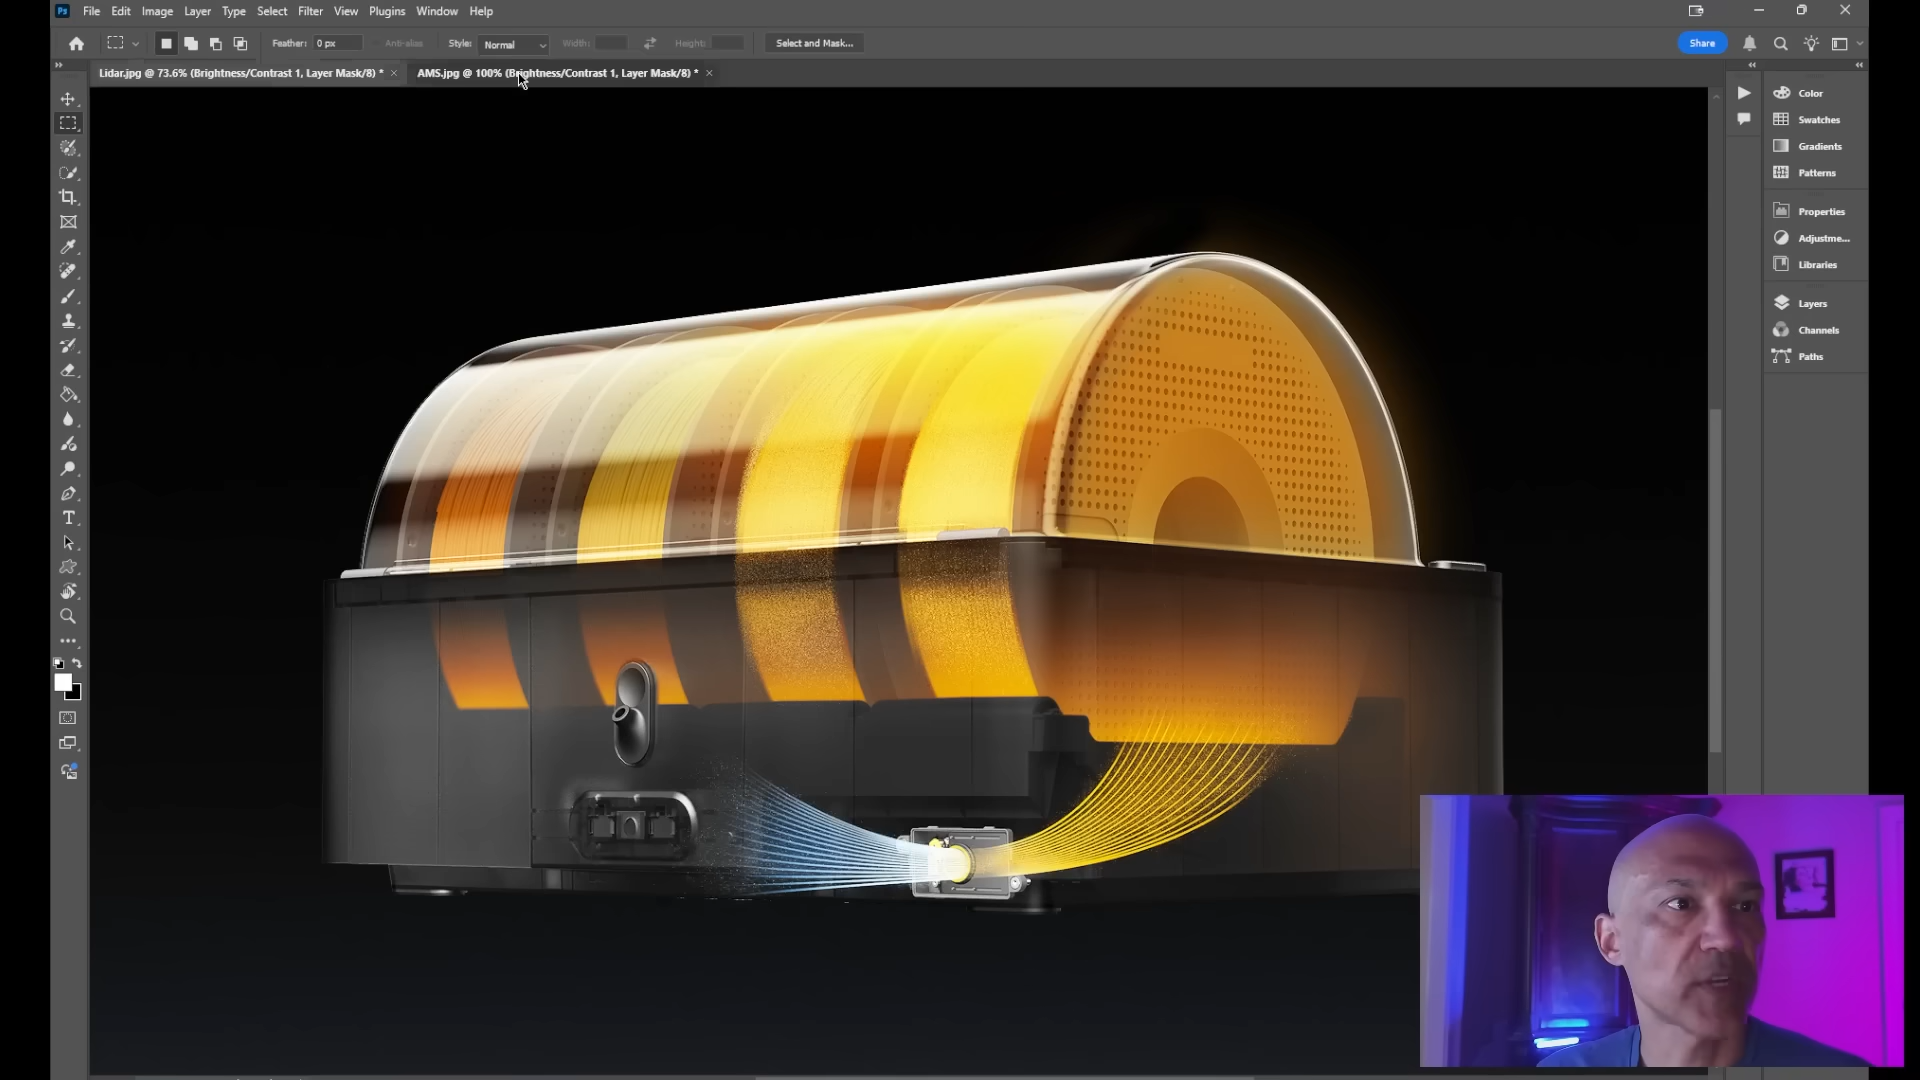 Ps File Edit Image Layer Type Select Filter View Plugins Window Help
Feather: 0 px Anti-alias Style: Normal Width: Height: Select and Mask... Share
Lidar.jpg @ 73.6% (Brightness/Contrast 1, Layer Mask/8) * × AMS.jpg @ 100% (Brightness/Contrast 1, Layer Mask/8) * ×
Color
Swatches
Gradients
Patterns
Properties
Adjustme...
Libraries
Layers
Channels
Paths